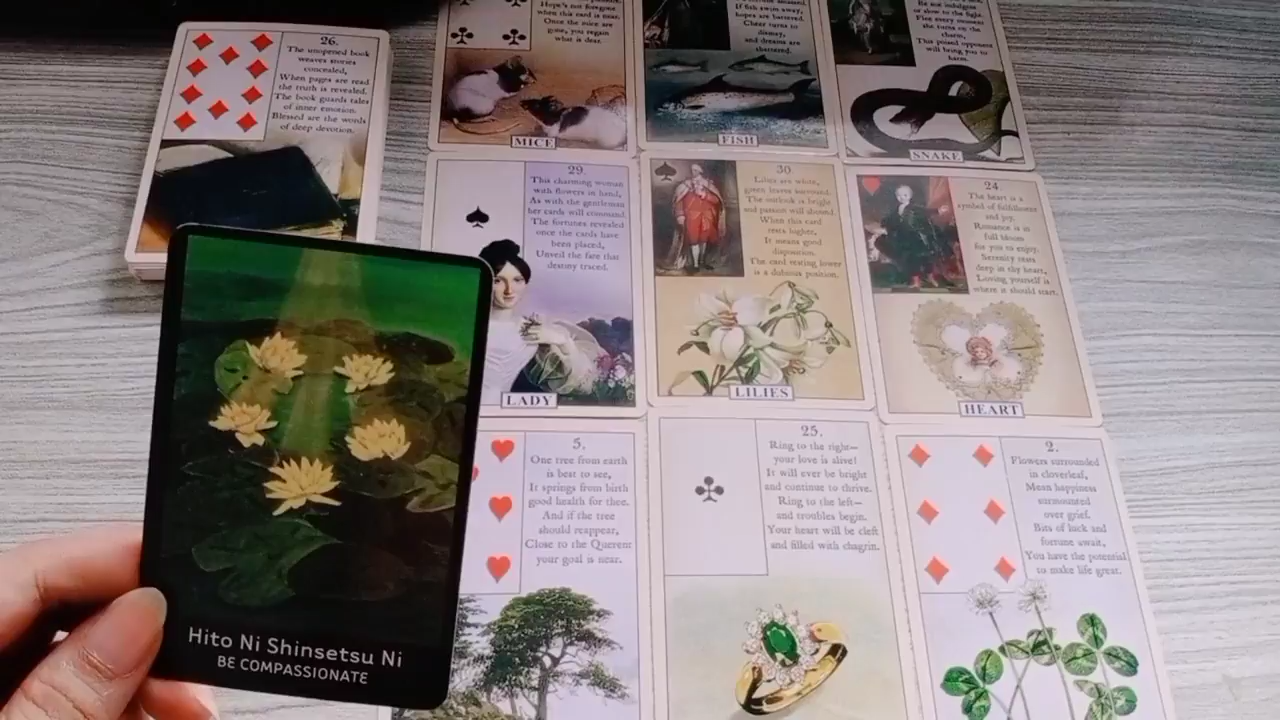 26.
The unopened book
weaves stories
concealed,
When pages are read
the truth is revealed.
The book guards tales
of inner emotion.
Blessed are the words
of deep devotion.
Hope's not foregone
when this card is near.
Once the mice are
gone, you regain
what is dear.
MICE
If fish swim away,
hopes are
Cheer turns to
dismay,
and dreams are
shattered.
FISH
Be not indulgent
or slow to the fight.
Flee every moment
she turns on the
charm,
This poised opponent
will bring you to
harm.
SNAKE
29.
This charming woman
with flowers in hand,
As with the gentleman
her cards will command.
The fortunes revealed
once the cards have
been placed,
Unveil the fate that
destiny traced.
LADY
30.
Lilies are white,
green leaves surround.
The outlook is bright
and passion will abound.
When this card
rests higher,
It means good
disposition.
The card resting lower
is a dubious position.
LILIES
24.
The heart is a
symbol of fulfillment
and joy.
Romance is in
full bloom
for you to enjoy.
Serenity rests
deep in thy heart,
Loving yourself is
where it should start.
HEART
5.
One tree from earth
is best to see,
It springs from birth
good health for thee.
And if the tree
should reappear,
Close to the Querent
your goal is near.
25.
Ring to the right—
your love is alive!
It will ever be bright
and continue to thrive.
Ring to the left—
and troubles begin.
Your heart will be cleft
and filled with chagrin.
2.
Flowers surrounded
in cloverleaf,
Mean happiness
surmounted
over grief.
Bits of luck and
fortune await,
You have the potential
to make life great.
Hito Ni Shinsetsu Ni
BE COMPASSIONATE